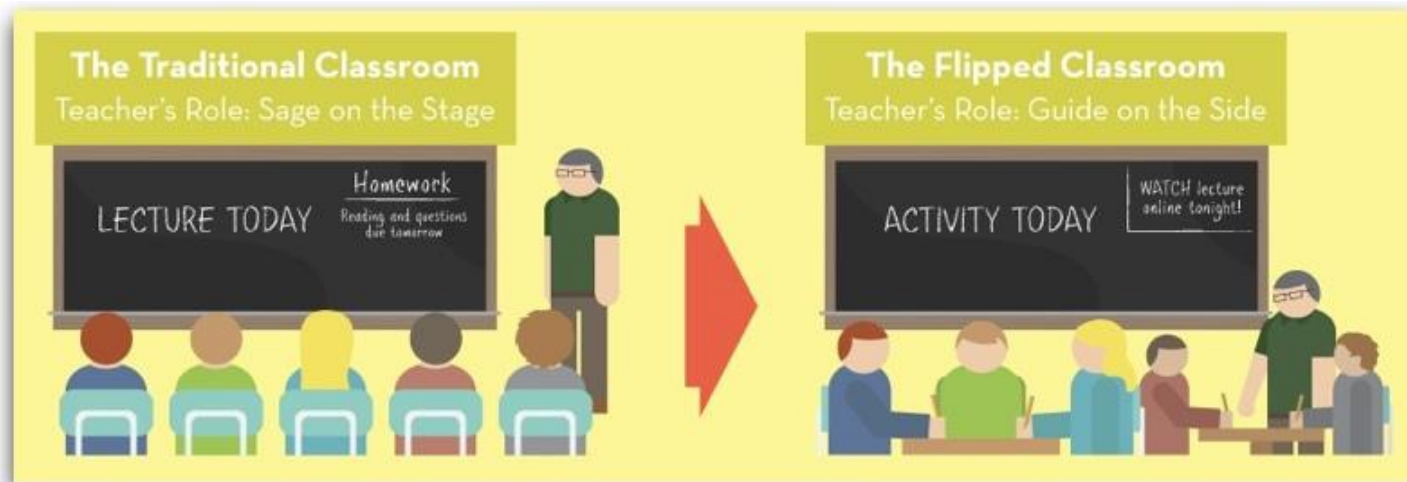 The Traditional Classroom
Teacher's Role: Sage on the Stage
LECTURE TODAY
Homework
Reading and questions
due tomorrow
The Flipped Classroom
Teacher's Role: Guide on the Side
ACTIVITY TODAY
WATCH lecture
online tonight!